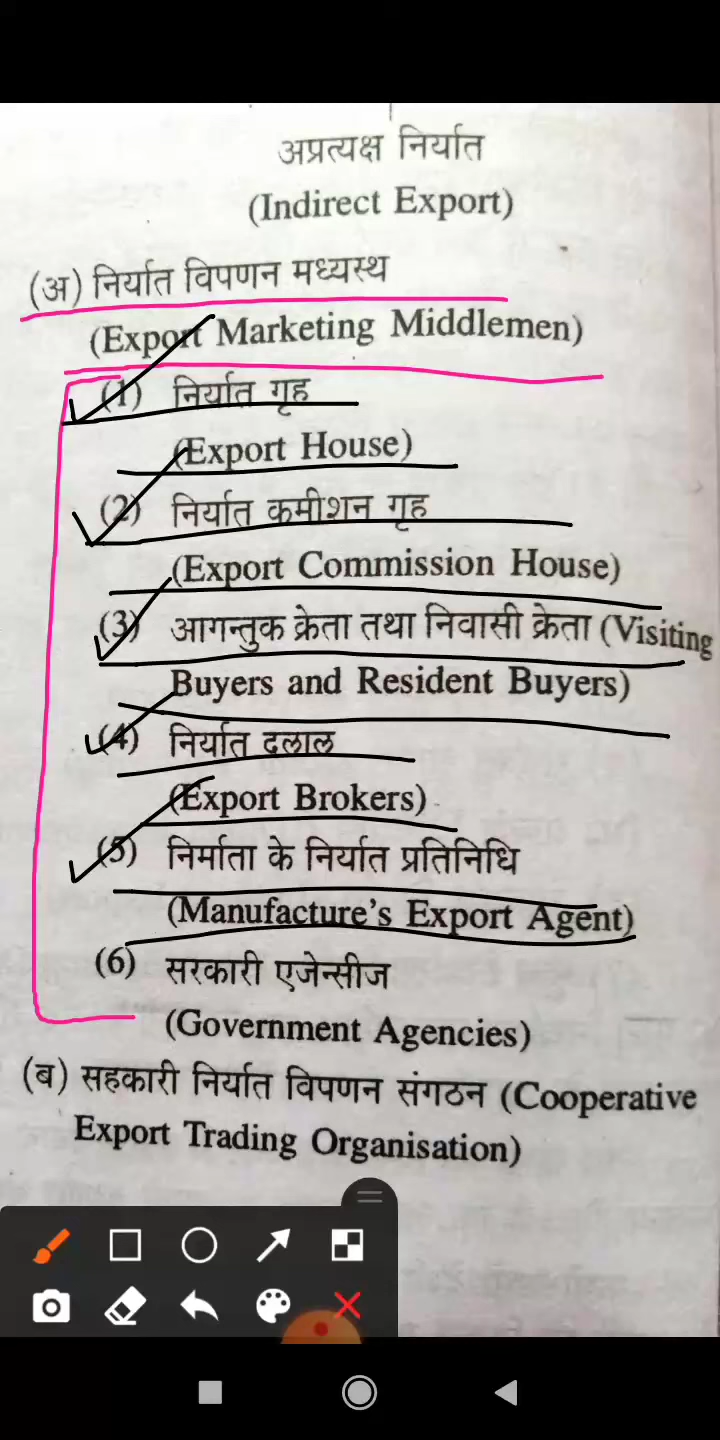 अप्रत्यक्ष निर्यात
(Indirect Export)
(अ) निर्यात विपणन मध्यस्थ
(Export Marketing Middlemen)
(1) निर्यात गृह
(Export House)
(2) निर्यात कमीशन गृह
(Export Commission House)
(3) आगन्तुक क्रेता तथा निवासी क्रेता (Visiting
Buyers and Resident Buyers)
(4) निर्यात दलाल
(Export Brokers)
(5) निर्माता के निर्यात प्रतिनिधि
(Manufacture's Export Agent)
(6) सरकारी एजेन्सीज
(Government Agencies)
(ब) सहकारी निर्यात विपणन संगठन (Cooperative
Export Trading Organisation)